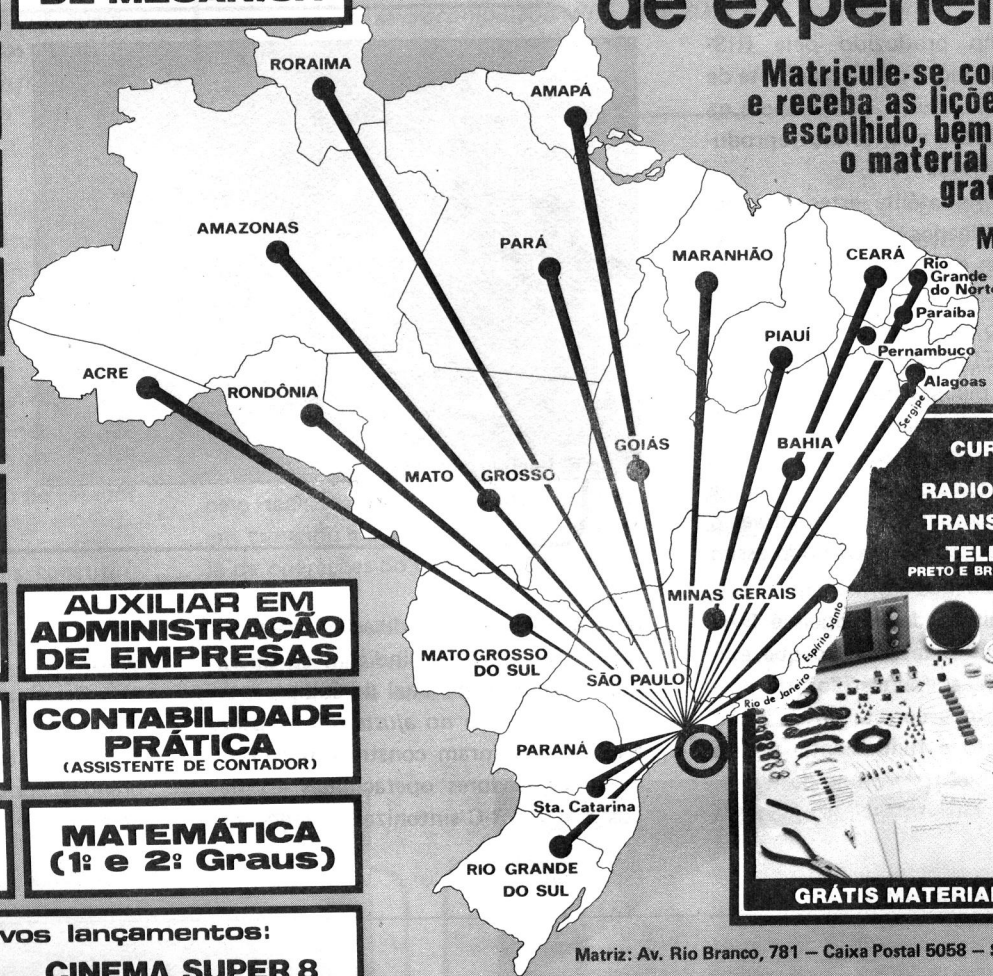 DE MECÂNICA
de experiên
Matricule-se co
e receba as liçõe
escolhido, bem
o material
grat
M
RORAIMA
AMAPÁ
AMAZONAS
PARÁ
MARANHÃO
CEARÁ
Rio
Grande
do Norte
Paraíba
PIAUÍ
Pernambuco
ACRE
RONDÔNIA
Alagoas
Sergipe
GOIÁS
BAHIA
MATO GROSSO
CUR
RADIO
TRANS
TELE
PRETO E BR
MINAS GERAIS
Espírito Santo
MATO GROSSO
DO SUL
SÃO PAULO
Rio de Janeiro
PARANÁ
Sta. Catarina
RIO GRANDE
DO SUL
AUXILIAR EM
ADMINISTRAÇÃO
DE EMPRESAS
CONTABILIDADE
PRÁTICA
(ASSISTENTE DE CONTADOR)
MATEMÁTICA
(1º e 2º Graus)
vos lançamentos:
CINEMA SUPER 8
GRÁTIS MATERIAL
Matriz: Av. Rio Branco, 781 — Caixa Postal 5058 — S